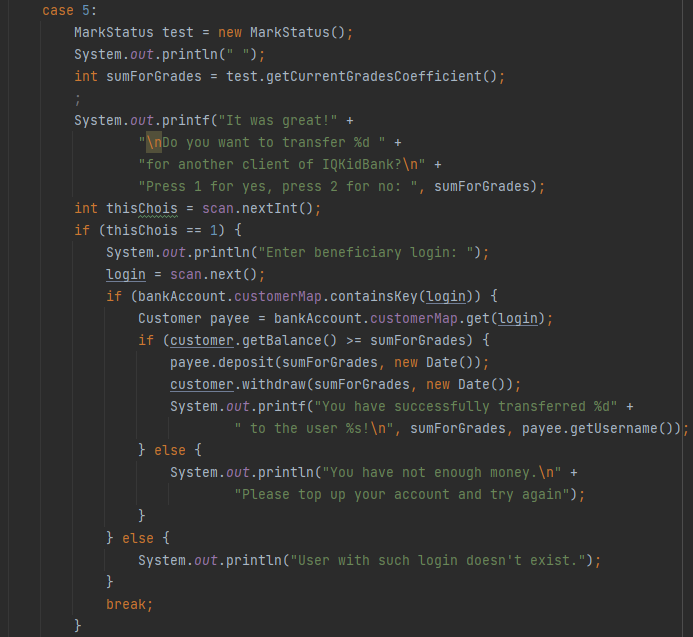 case 5:
MarkStatus test = new MarkStatus();
System.out.println(" ");
int sumForGrades = test.getCurrentGradesCoefficient();
;
System.out.printf("It was great!" +
"\nDo you want to transfer %d " +
"for another client of IQKidBank?\n" +
"Press 1 for yes, press 2 for no: ", sumForGrades);
int thisChois = scan.nextInt();
if (thisChois == 1) {
System.out.println("Enter beneficiary login: ");
login = scan.next();
if (bankAccount.customerMap.containsKey(login)) {
Customer payee = bankAccount.customerMap.get(login);
if (customer.getBalance() >= sumForGrades) {
payee.deposit(sumForGrades, new Date());
customer.withdraw(sumForGrades, new Date());
System.out.printf("You have successfully transferred %d" +
" to the user %s!\n", sumForGrades, payee.getUsername());
} else {
System.out.println("You have not enough money.\n" +
"Please top up your account and try again");
}
} else {
System.out.println("User with such login doesn't exist.");
}
break;
}